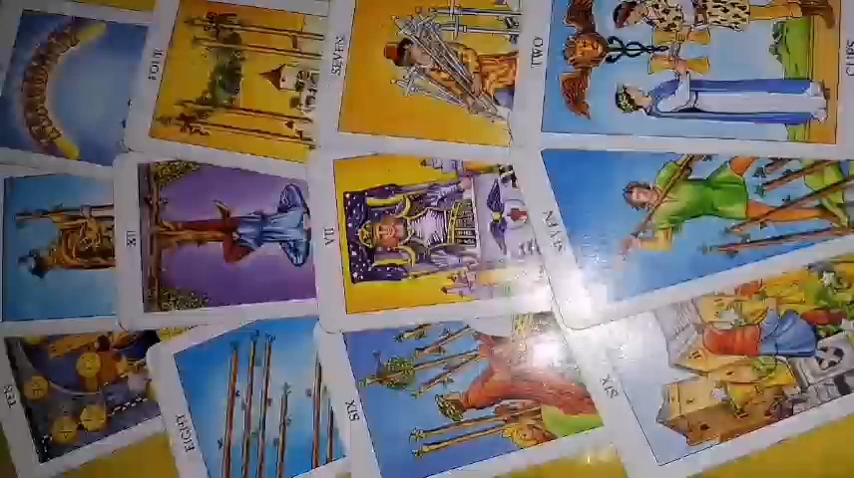 FOUR
SEVEN
TWO
CUPS
XII
VII
SEVEN
TEN
EIGHT
SIX
SIX